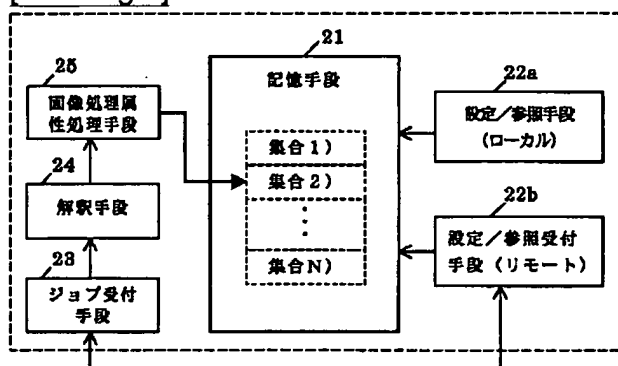 21
25
画像処理属
性処理手段
24
解釈手段
23
ジョブ受付
手段
記憶手段
集合1)
集合2)
集合N)
22a
設定/参照手段
(ローカル)
22b
設定/参照受付
手段(リモート)